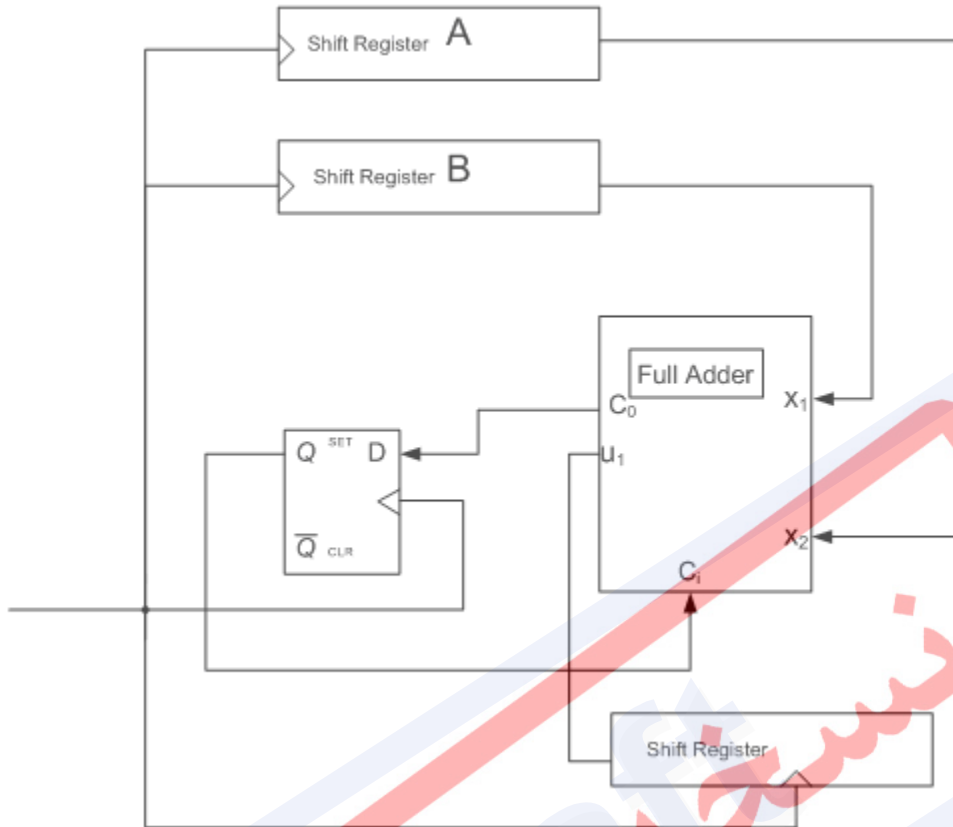 Shift Register A
Shift Register B
Full Adder
C₀
X₁
u₁
Q SET D
Q̅ CLR
X₂
Cᵢ
Shift Register